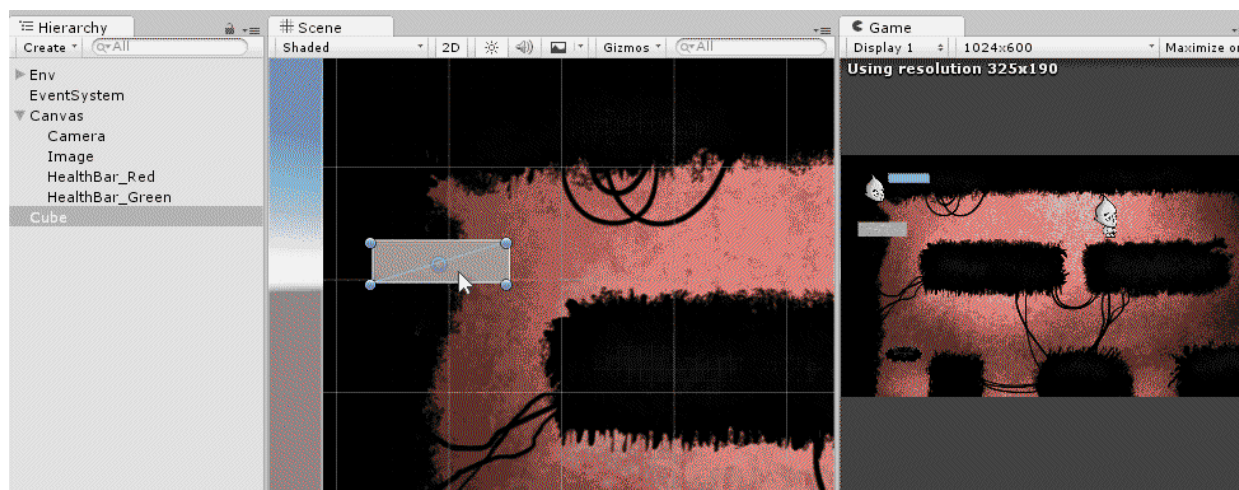 Hierarchy
Create
All
Env
EventSystem
Canvas
Camera
Image
HealthBar_Red
HealthBar_Green
Cube
Scene
Shaded
2D
Gizmos
All
Game
Display 1
1024x600
Maximize or
Using resolution 325x190